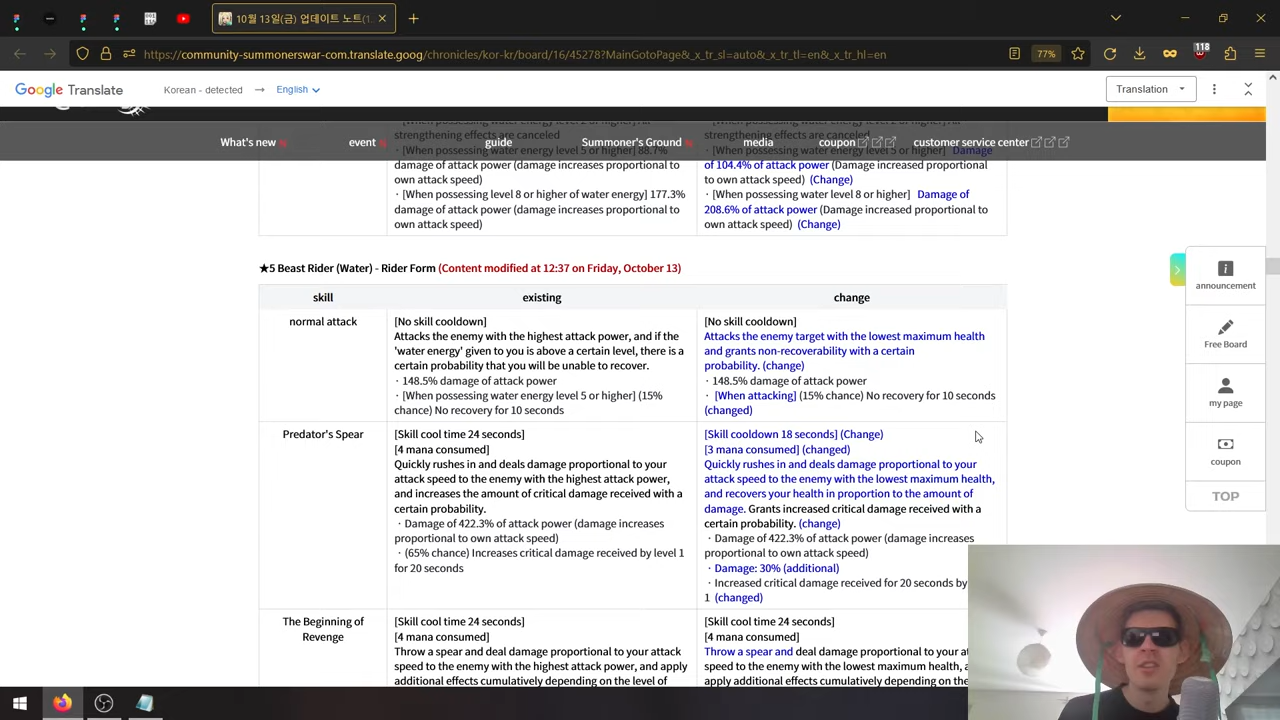 10월 13일(금) 업데이트 노트(1
https://community-summonerswar-com.translate.goog/chronicles/kor-kr/board/16/45278?MainGotoPage&_x_tr_sl=auto&_x_tr_tl=en&_x_tr_hl=en
77%
118
Google Translate
Korean - detected
→
English
Translation
What's new N
event N
guide
Summoner's Ground N
media
coupon
customer service center
strengthening effects are canceled
[When possessing water energy level 5 or higher] 88.7%
damage of attack power (damage increases proportional to
own attack speed)
· [When possessing level 8 or higher of water energy] 177.3%
damage of attack power (damage increases proportional to
own attack speed)
strengthening effects are canceled
[When possessing water energy level 5 or higher] Damage
of 104.4% of attack power (Damage increased proportional
to own attack speed) (Change)
· [When possessing water level 8 or higher] Damage of
208.6% of attack power (Damage increased proportional to
own attack speed) (Change)
★5 Beast Rider (Water) - Rider Form (Content modified at 12:37 on Friday, October 13)
skill
existing
change
normal attack
[No skill cooldown]
Attacks the enemy with the highest attack power, and if the
'water energy' given to you is above a certain level, there is a
certain probability that you will be unable to recover.
· 148.5% damage of attack power
· [When possessing water energy level 5 or higher] (15%
chance) No recovery for 10 seconds
[No skill cooldown]
Attacks the enemy target with the lowest maximum health
and grants non-recoverability with a certain
probability. (change)
· 148.5% damage of attack power
· [When attacking] (15% chance) No recovery for 10 seconds
(changed)
Predator's Spear
[Skill cool time 24 seconds]
[4 mana consumed]
Quickly rushes in and deals damage proportional to your
attack speed to the enemy with the highest attack power,
and increases the amount of critical damage received with a
certain probability.
· Damage of 422.3% of attack power (damage increases
proportional to own attack speed)
· (65% chance) Increases critical damage received by level 1
for 20 seconds
[Skill cooldown 18 seconds] (Change)
[3 mana consumed] (changed)
Quickly rushes in and deals damage proportional to your
attack speed to the enemy with the lowest maximum health,
and recovers your health in proportion to the amount of
damage. Grants increased critical damage received with a
certain probability. (change)
· Damage of 422.3% of attack power (damage increases
proportional to own attack speed)
· Damage: 30% (additional)
· Increased critical damage received for 20 seconds by
1 (changed)
The Beginning of
Revenge
[Skill cool time 24 seconds]
[4 mana consumed]
Throw a spear and deal damage proportional to your attack
speed to the enemy with the highest attack power, and apply
additional effects cumulatively depending on the level of
[Skill cool time 24 seconds]
[4 mana consumed]
Throw a spear and deal damage proportional to your at
speed to the enemy with the lowest maximum health, a
apply additional effects cumulatively depending on the
announcement
Free Board
my page
coupon
TOP